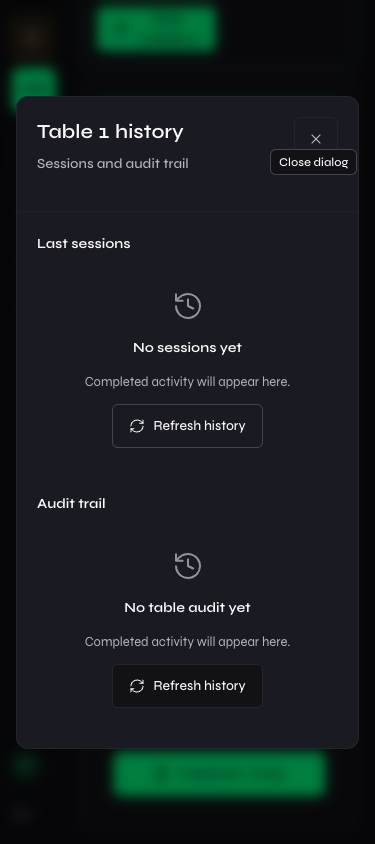 Table 1 history
Sessions and audit trail
Close dialog
Last sessions
No sessions yet
Completed activity will appear here.
Refresh history
Audit trail
No table audit yet
Completed activity will appear here.
Refresh history